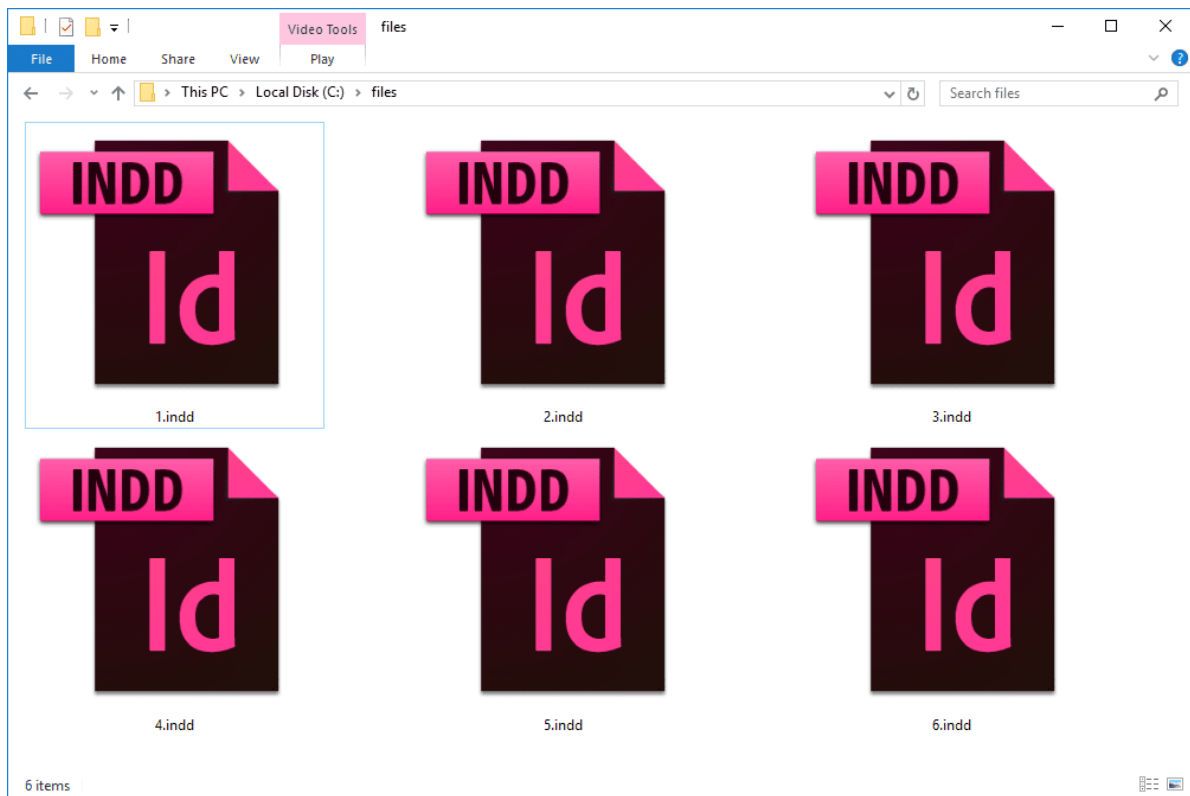 Video Tools files
File Home Share View Play
This PC > Local Disk (C:) > files
Search files
INDD INDD INDD
Id Id Id
1.indd 2.indd 3.indd
INDD INDD INDD
Id Id Id
4.indd 5.indd 6.indd
6 items